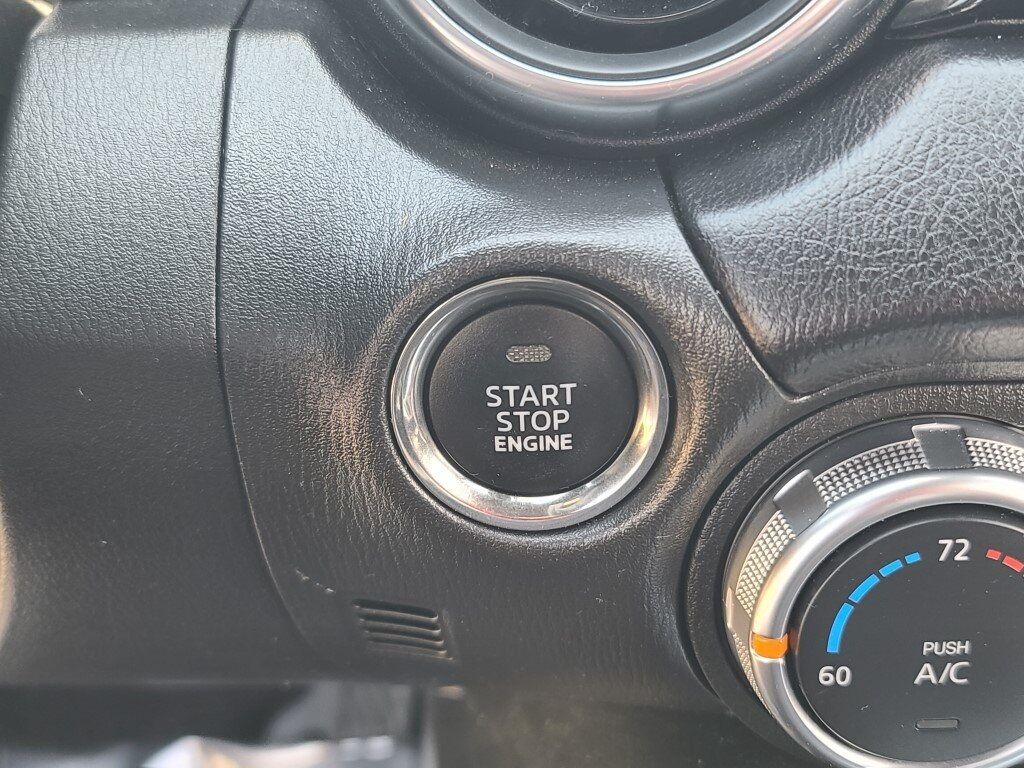 START
STOP
ENGINE
72
60
PUSH
A/C